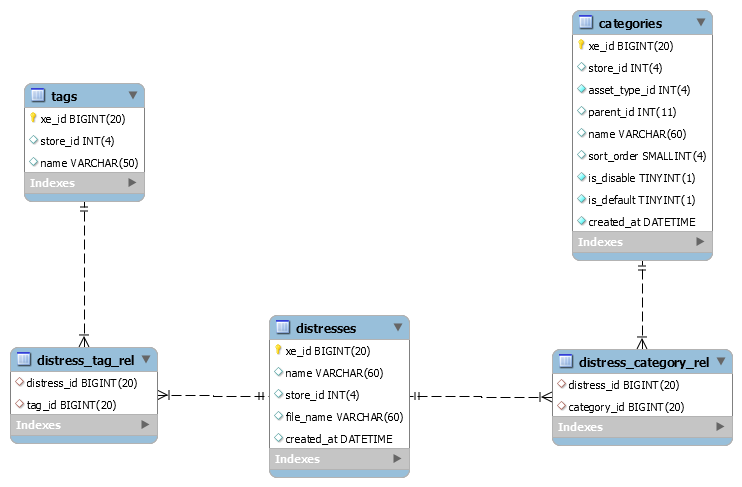 categories
xe_id BIGINT(20)
store_id INT(4)
asset_type_id INT(4)
parent_id INT(11)
name VARCHAR(60)
sort_order SMALLINT(4)
is_disable TINYINT(1)
is_default TINYINT(1)
created_at DATETIME
Indexes
tags
xe_id BIGINT(20)
store_id INT(4)
name VARCHAR(50)
Indexes
distress_tag_rel
distress_id BIGINT(20)
tag_id BIGINT(20)
Indexes
distresses
xe_id BIGINT(20)
name VARCHAR(60)
store_id INT(4)
file_name VARCHAR(60)
created_at DATETIME
Indexes
distress_category_rel
distress_id BIGINT(20)
category_id BIGINT(20)
Indexes